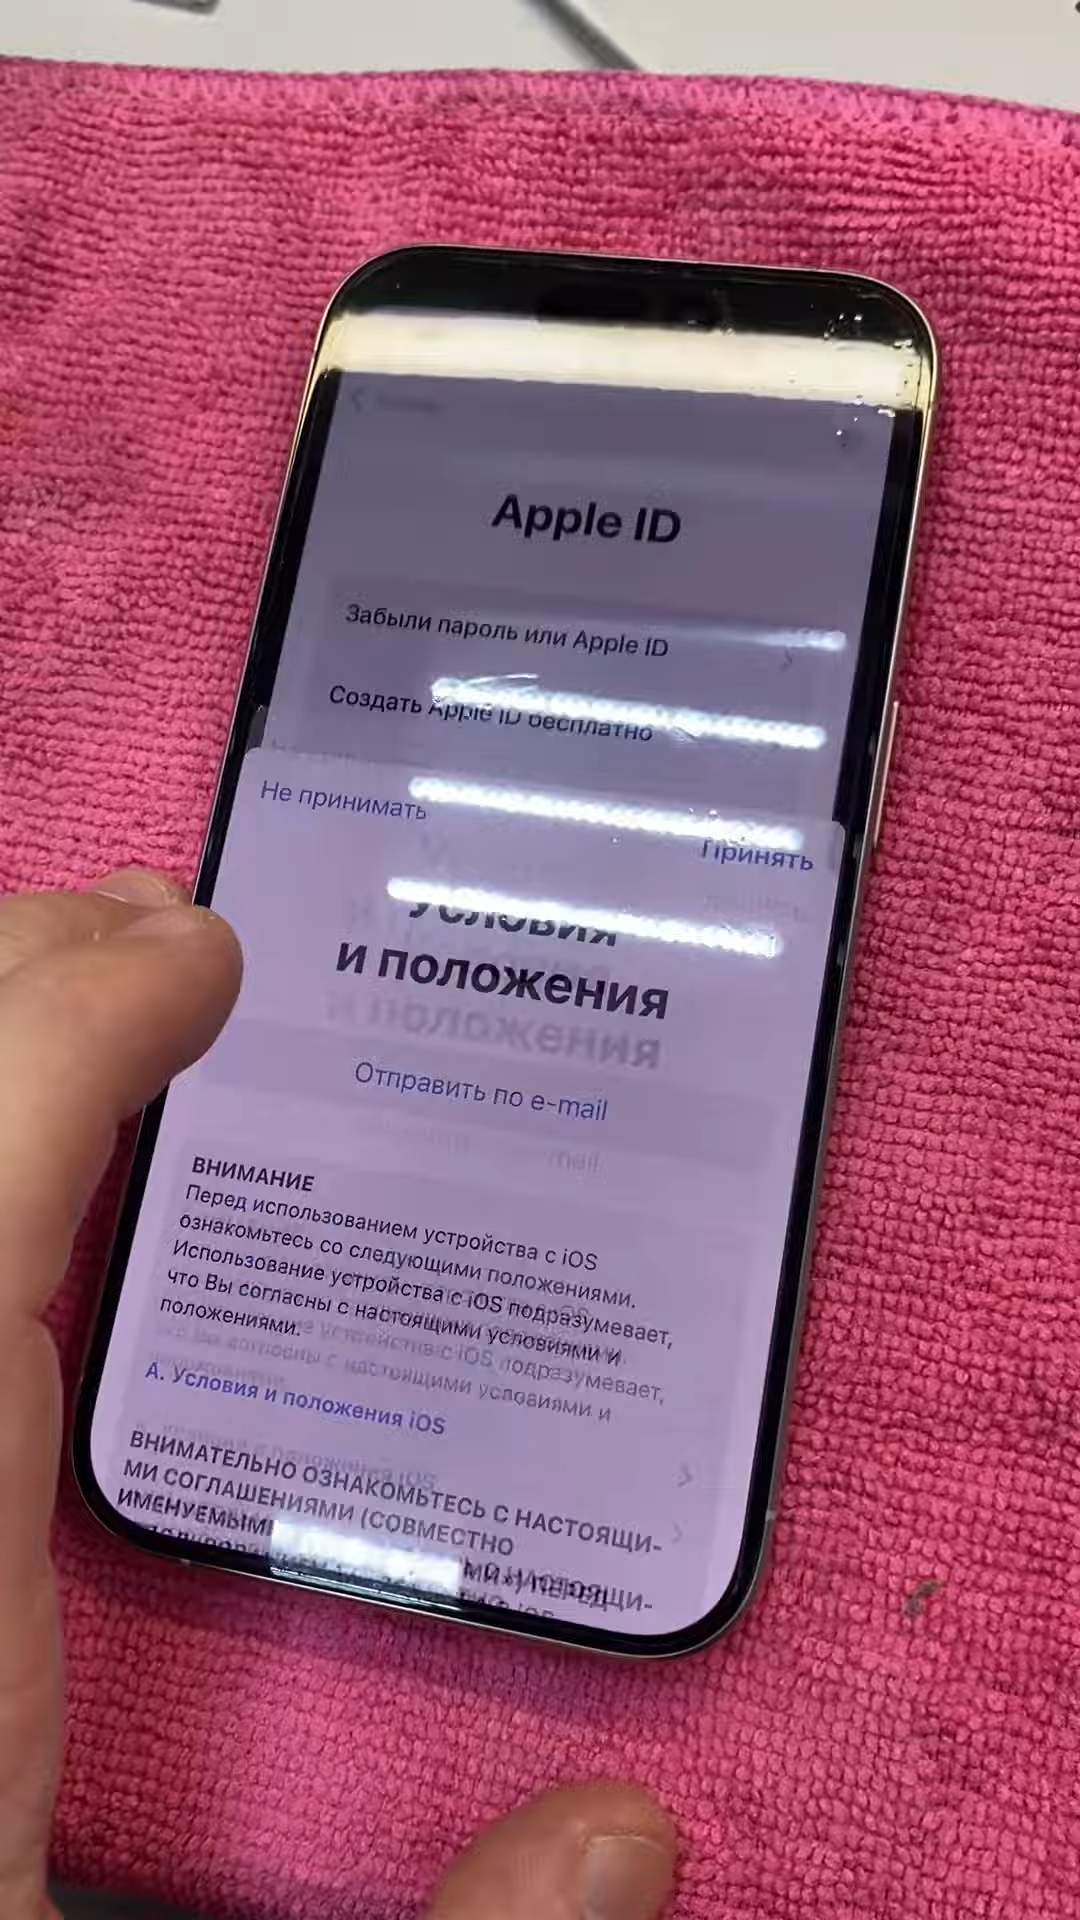 Apple ID
Забыли пароль или Apple ID
Создать Apple ID бесплатно
Не принимать
Принять
Условия
и положения
Отправить по e-mail
ВНИМАНИЕ
Перед использованием устройства с iOS
ознакомьтесь со следующими положениями.
Использование устройства с iOS подразумевает,
что Вы согласны с настоящими условиями и
положениями.
А. Условия и положения iOS
ВНИМАТЕЛЬНО ОЗНАКОМЬТЕСЬ С НАСТОЯЩИ-
МИ СОГЛАШЕНИЯМИ (СОВМЕСТНО
ИМЕНУЕМЫМИ